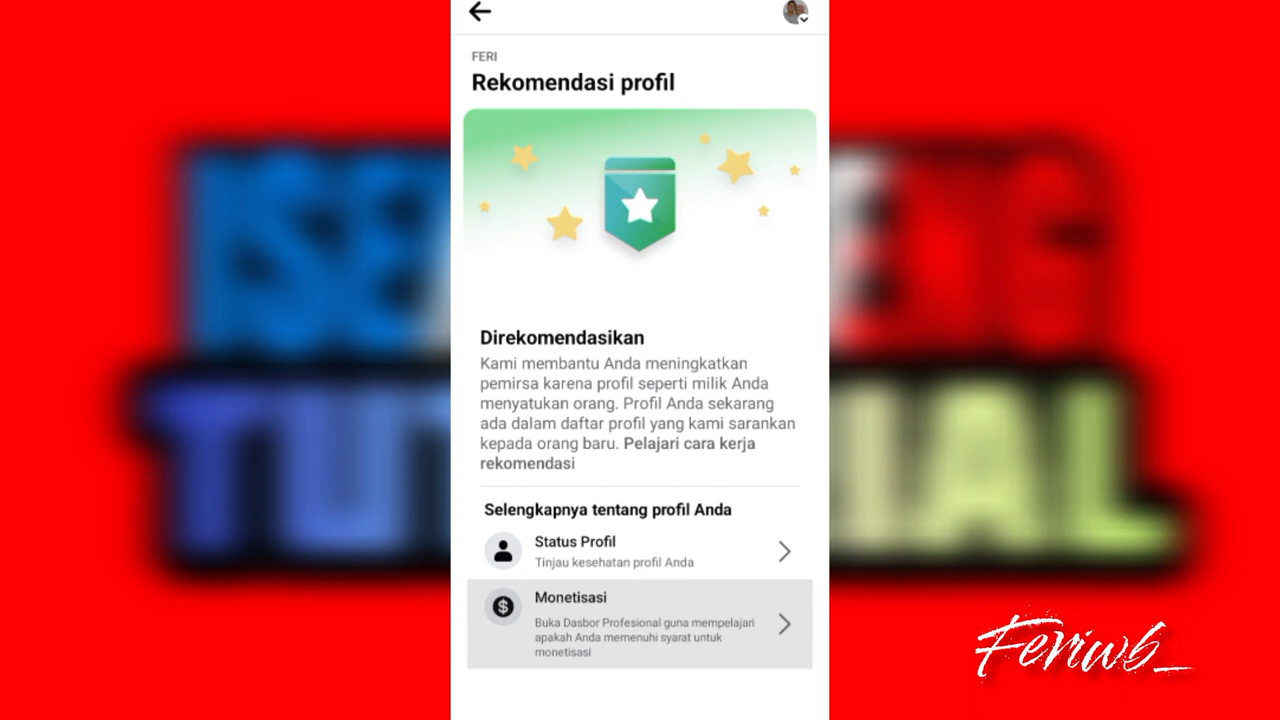 FERI
Rekomendasi profil
Direkomendasikan
Kami membantu Anda meningkatkan
pemirsa karena profil seperti milik Anda
menyatukan orang. Profil Anda sekarang
ada dalam daftar profil yang kami sarankan
kepada orang baru. Pelajari cara kerja
rekomendasi
Selengkapnya tentang profil Anda
Status Profil
Tinjau kesehatan profil Anda
Monetisasi
Buka Dasbor Profesional guna mempelajari
apakah Anda memenuhi syarat untuk
monetisasi
Feriwb_